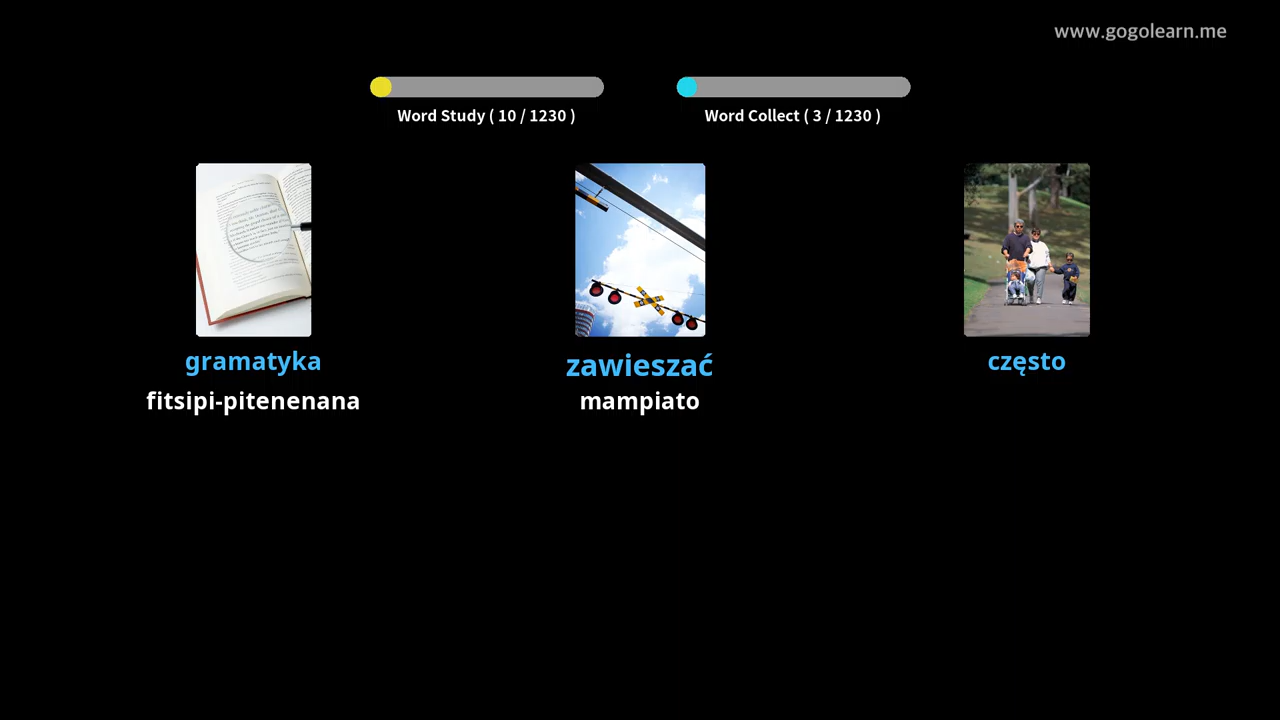 www.gogolearn.me
Word Study ( 10 / 1230 )
Word Collect ( 3 / 1230 )
gramatyka
zawieszać
często
fitsipi-pitenenana
mampiato